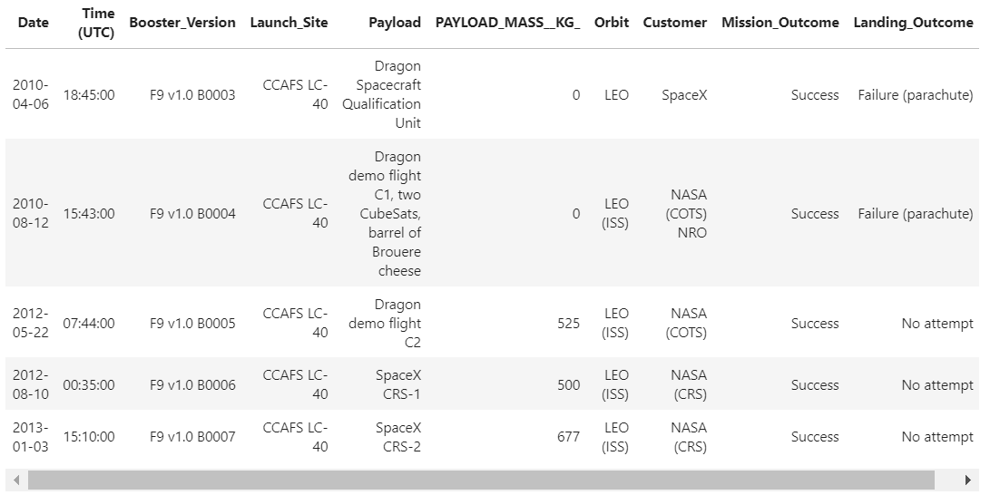 Date
Time
(UTC)
Booster_Version
Launch_Site
Payload
PAYLOAD_MASS__KG_
Orbit
Customer
Mission_Outcome
Landing_Outcome
2010-
04-06
18:45:00
F9 v1.0 B0003
CCAFS LC-
40
Dragon
Spacecraft
Qualification
Unit
0
LEO
SpaceX
Success
Failure (parachute)
2010-
08-12
15:43:00
F9 v1.0 B0004
CCAFS LC-
40
Dragon
demo flight
C1, two
CubeSats,
barrel of
Brouere
cheese
0
LEO
(ISS)
NASA
(COTS)
NRO
Success
Failure (parachute)
2012-
05-22
07:44:00
F9 v1.0 B0005
CCAFS LC-
40
Dragon
demo flight
C2
525
LEO
(ISS)
NASA
(COTS)
Success
No attempt
2012-
08-10
00:35:00
F9 v1.0 B0006
CCAFS LC-
40
SpaceX
CRS-1
500
LEO
(ISS)
NASA
(CRS)
Success
No attempt
2013-
01-03
15:10:00
F9 v1.0 B0007
CCAFS LC-
40
SpaceX
CRS-2
677
LEO
(ISS)
NASA
(CRS)
Success
No attempt